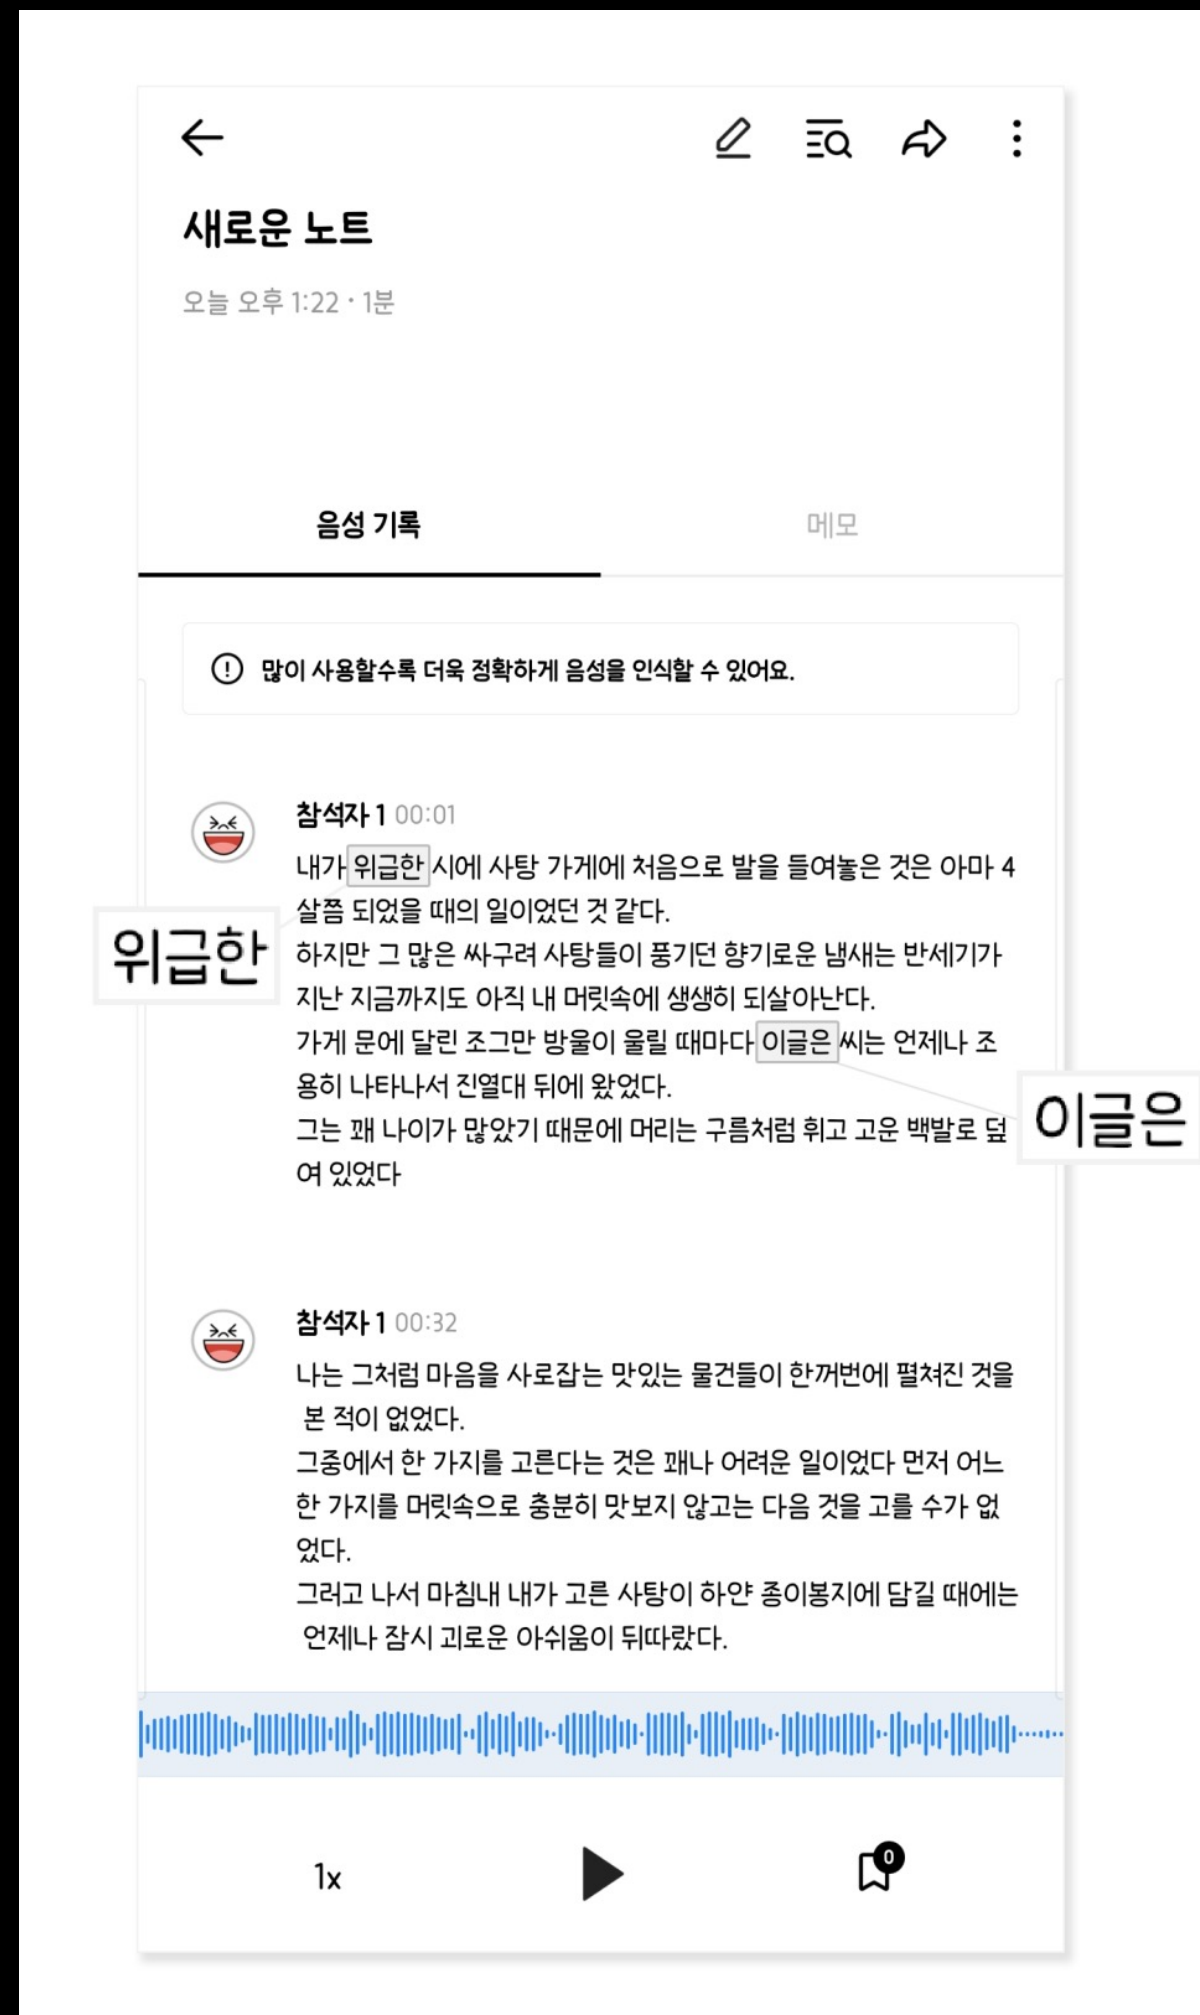 새로운 노트
오늘 오후 1:22 · 1분
음성 기록
메모
많이 사용할수록 더욱 정확하게 음성을 인식할 수 있어요.
참석자 1 00:01
내가 위급한 시에 사탕 가게에 처음으로 발을 들여놓은 것은 아마 4
살쯤 되었을 때의 일이었던 것 같다.
위급한
하지만 그 많은 싸구려 사탕들이 풍기던 향기로운 냄새는 반세기가
지난 지금까지도 아직 내 머릿속에 생생히 되살아난다.
가게 문에 달린 조그만 방울이 울릴 때마다 이글은 씨는 언제나 조
용히 나타나서 진열대 뒤에 왔었다.
이글은
그는 꽤 나이가 많았기 때문에 머리는 구름처럼 휘고 고운 백발로 덮
여 있었다
참석자 1 00:32
나는 그처럼 마음을 사로잡는 맛있는 물건들이 한꺼번에 펼쳐진 것을
본 적이 없었다.
그중에서 한 가지를 고른다는 것은 꽤나 어려운 일이었다 먼저 어느
한 가지를 머릿속으로 충분히 맛보지 않고는 다음 것을 고를 수가 없
었다.
그러고 나서 마침내 내가 고른 사탕이 하얀 종이봉지에 담길 때에는
언제나 잠시 괴로운 아쉬움이 뒤따랐다.
1x
0